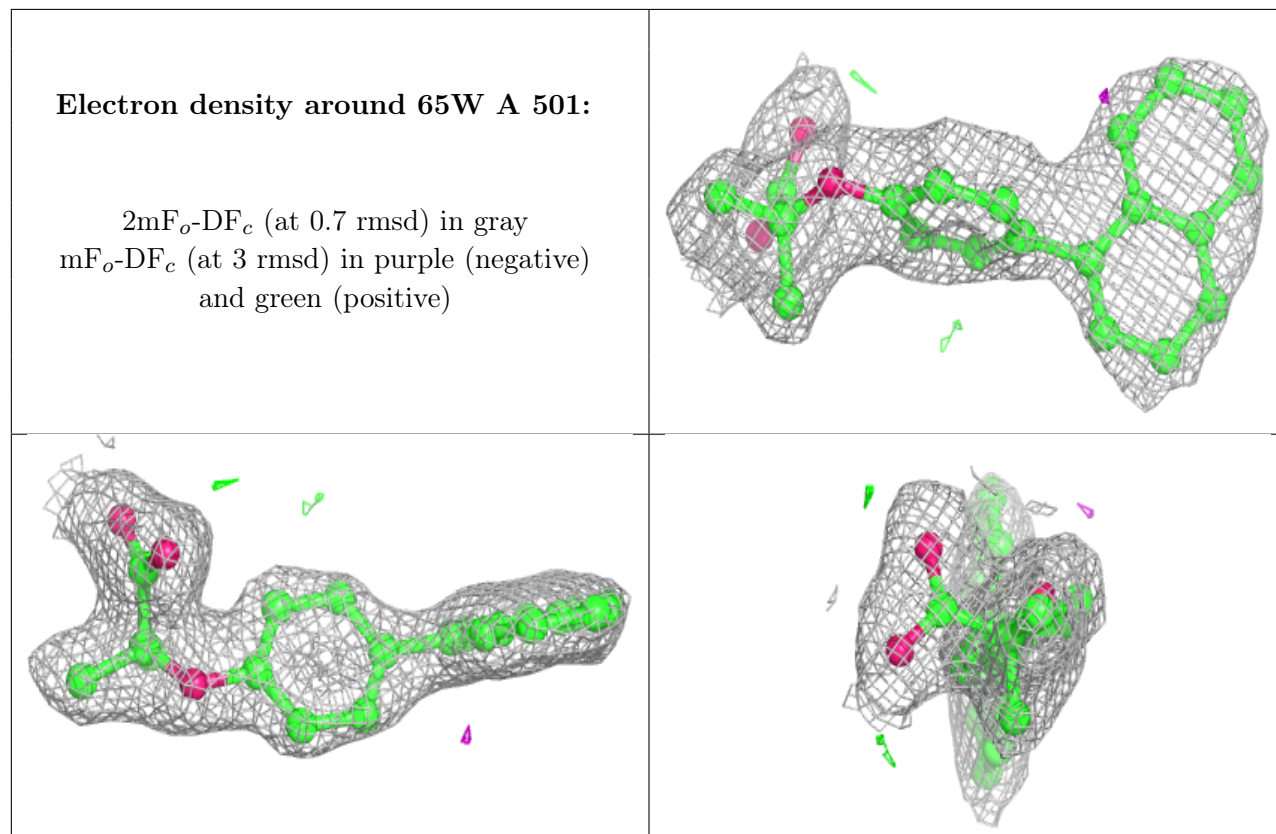 Electron density around 65W A 501:
2mFo-DFc (at 0.7 rmsd) in gray
mFo-DFc (at 3 rmsd) in purple (negative)
and green (positive)